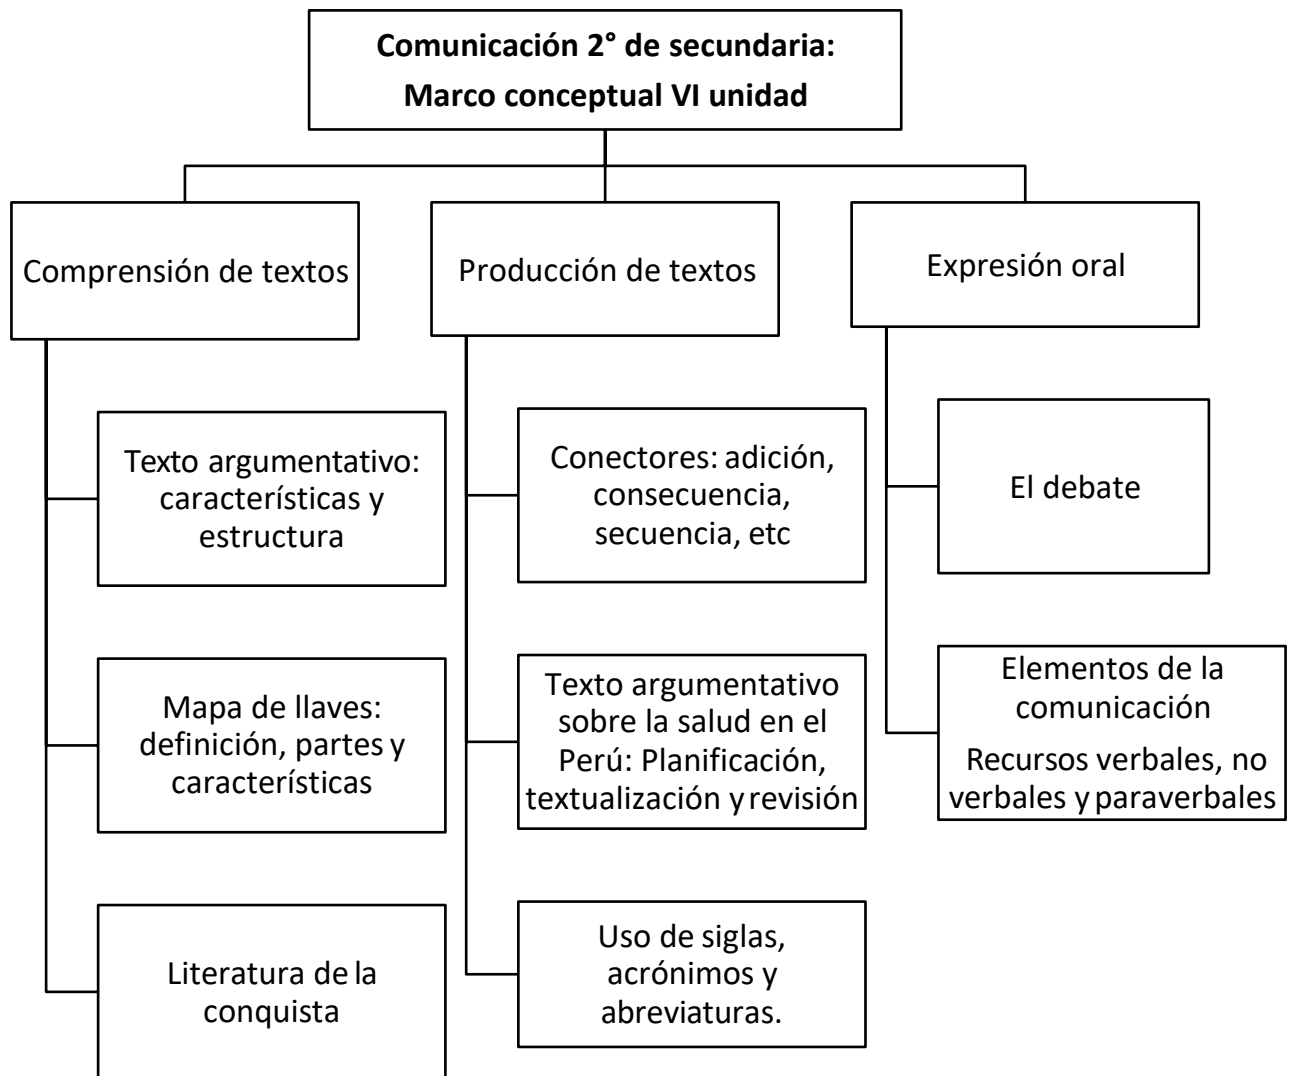 Comunicación 2° de secundaria:
Marco conceptual VI unidad
Comprensión de textos
Producción de textos
Expresión oral
Texto argumentativo:
características y
estructura
Conectores: adición,
consecuencia,
secuencia, etc
El debate
Mapa de llaves:
definición, partes y
características
Texto argumentativo
sobre la salud en el
Perú: Planificación,
textualización y revisión
Elementos de la
comunicación
Recursos verbales, no
verbales y paraverbales
Literatura de la
conquista
Uso de siglas,
acrónimos y
abreviaturas.